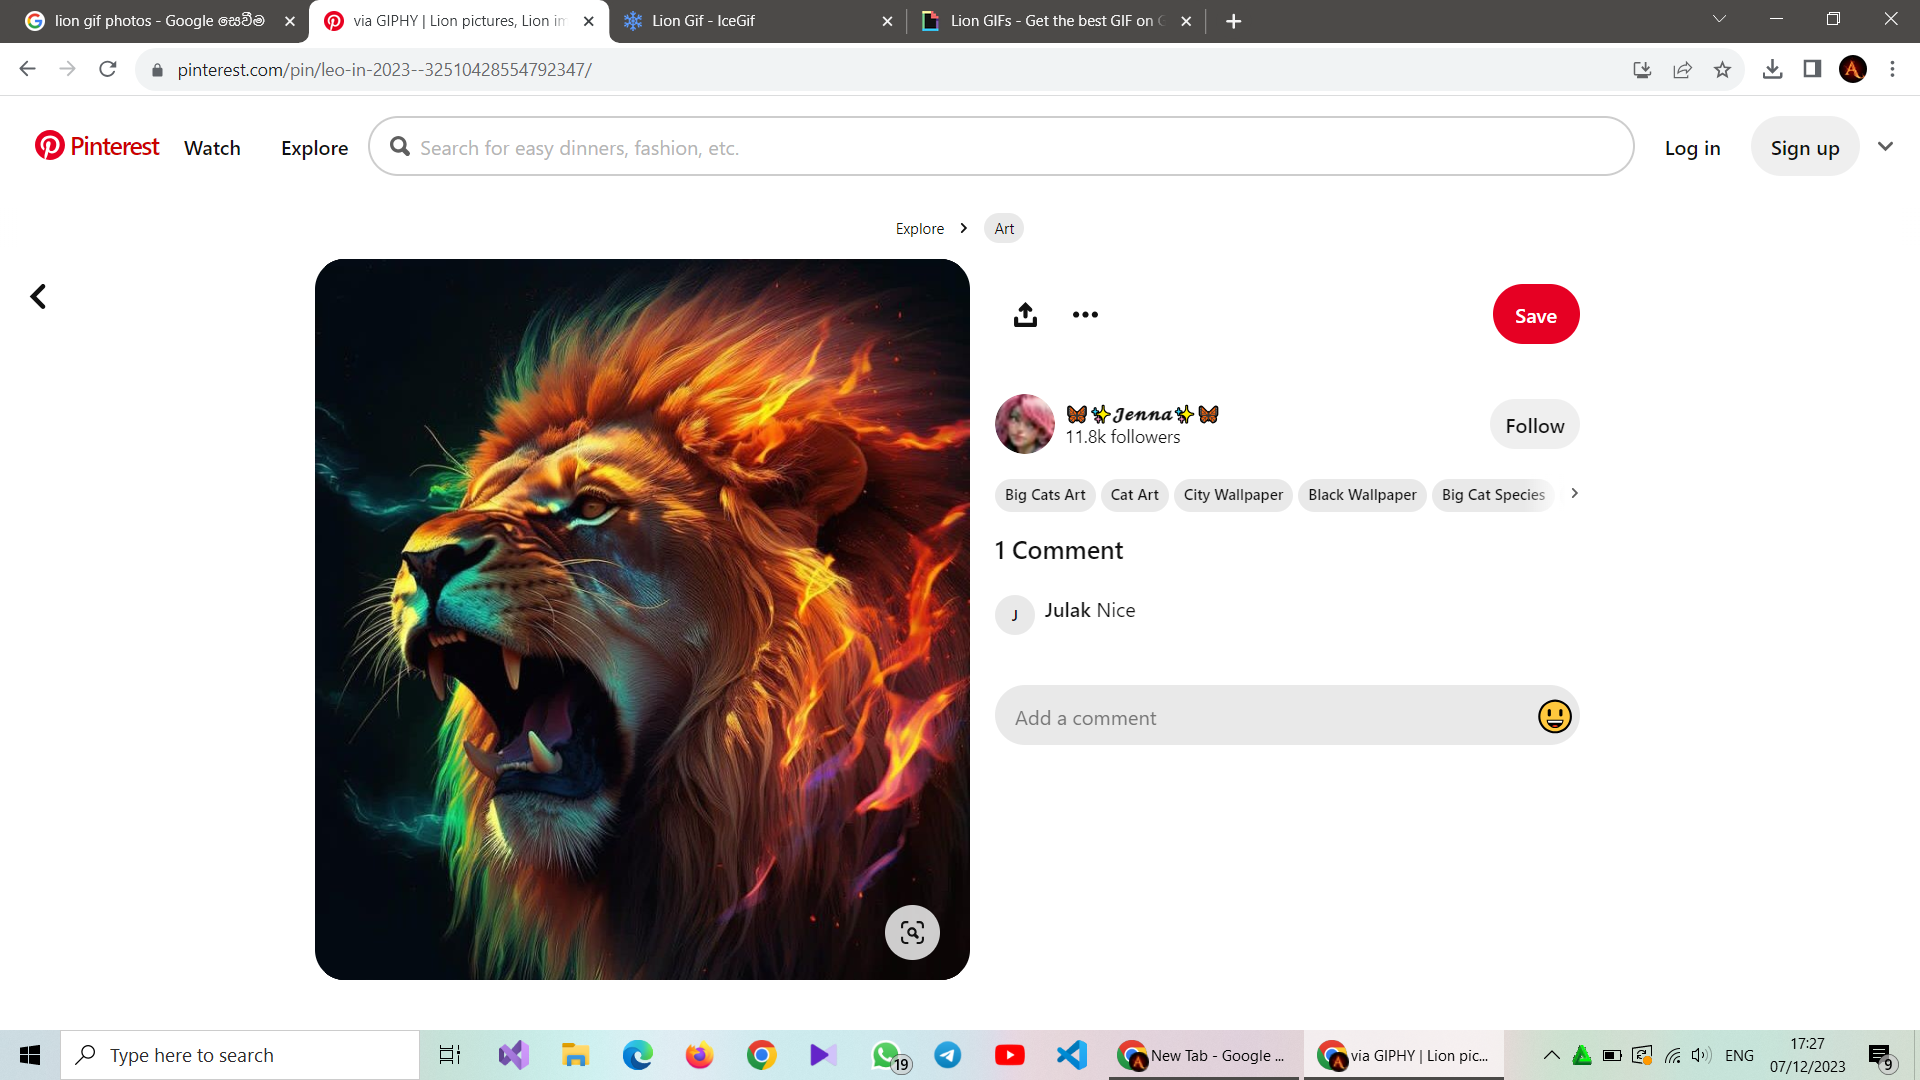 lion gif photos - Google සෙවීම
via GIPHY | Lion pictures, Lion im
Lion Gif - IceGif
Lion GIFs - Get the best GIF on G
pinterest.com/pin/leo-in-2023--32510428554792347/
A
Pinterest
Watch
Explore
Search for easy dinners, fashion, etc.
Log in
Sign up
Explore
Art
Save
🦋✨𝓙𝓮𝓷𝓷𝓪✨🦋
11.8k followers
Follow
Big Cats Art
Cat Art
City Wallpaper
Black Wallpaper
Big Cat Species
1 Comment
J
Julak Nice
Add a comment
Type here to search
19
New Tab - Google ...
via GIPHY | Lion pic...
ENG
17:27
07/12/2023
9